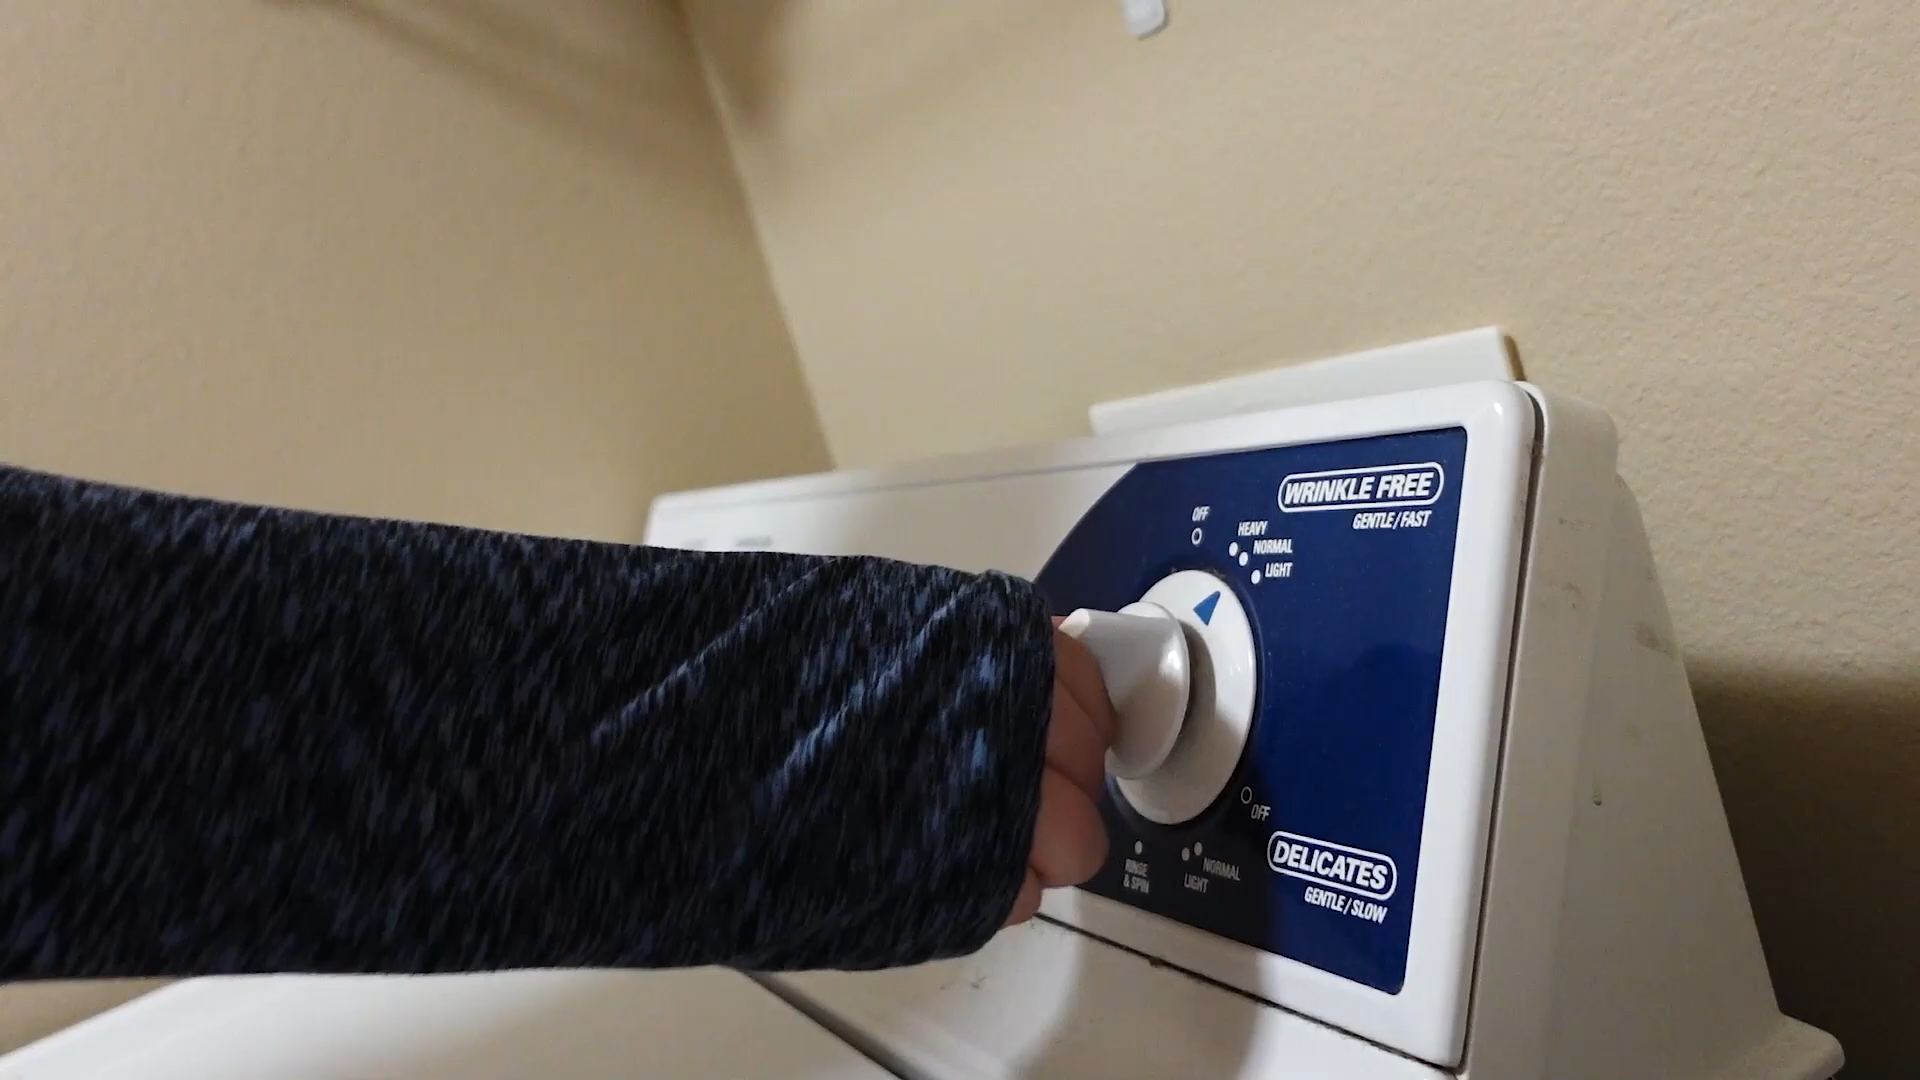 WRINKLE FREE
GENTLE / FAST
OFF
HEAVY
NORMAL
LIGHT
OFF
DELICATES
GENTLE / SLOW
NORMAL
LIGHT
RINSE
& SPIN